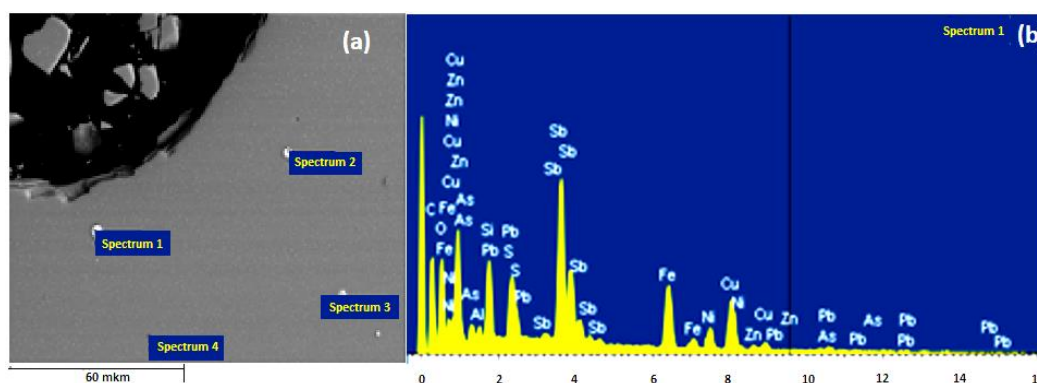 (a)
Spectrum 2
Spectrum 1
Spectrum 3
Spectrum 4
60 mkm
Spectrum 1
(b)
Cu
Zn
Zn
Ni
Cu
Zn
Cu
C Fe As
O As
Fe
Ni
Ni
As
Al
Si Pb
Pb S
S
Pb
Sb
Sb
Sb
Sb
Sb
Sb
Sb
Fe
Fe
Ni
Cu
Ni
Zn
Cu
Pb
Zn
Pb
As
As
Pb
Pb
Pb
Pb
Pb
0 2 4 6 8 10 12 14